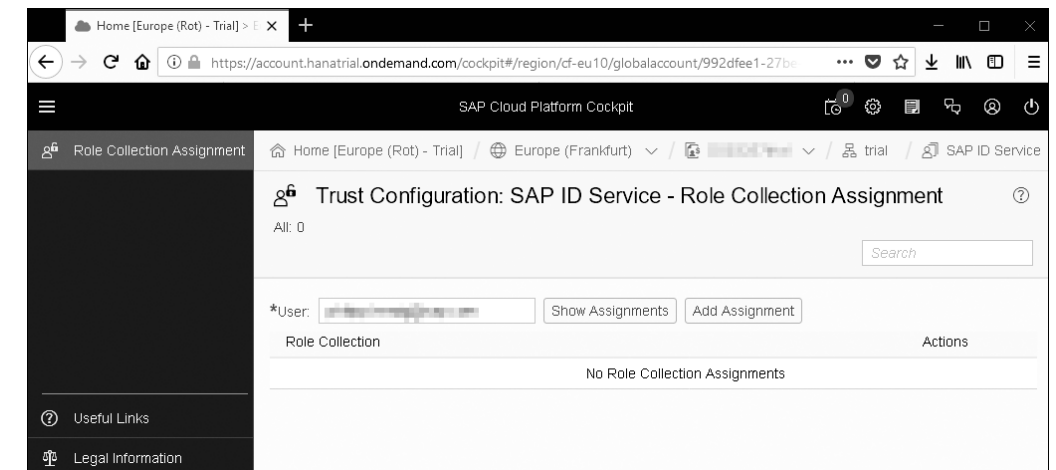 Home [Europe (Rot) - Trial] > E
https://account.hanatrial.ondemand.com/cockpit#/region/cf-eu10/globalaccount/992dfee1-27be
SAP Cloud Platform Cockpit
0
Role Collection Assignment
Home [Europe (Rot) - Trial] / Europe (Frankfurt) / / trial / SAP ID Service
Trust Configuration: SAP ID Service - Role Collection Assignment
All: 0
Search
*User: Show Assignments Add Assignment
Role Collection Actions
No Role Collection Assignments
Useful Links
Legal Information